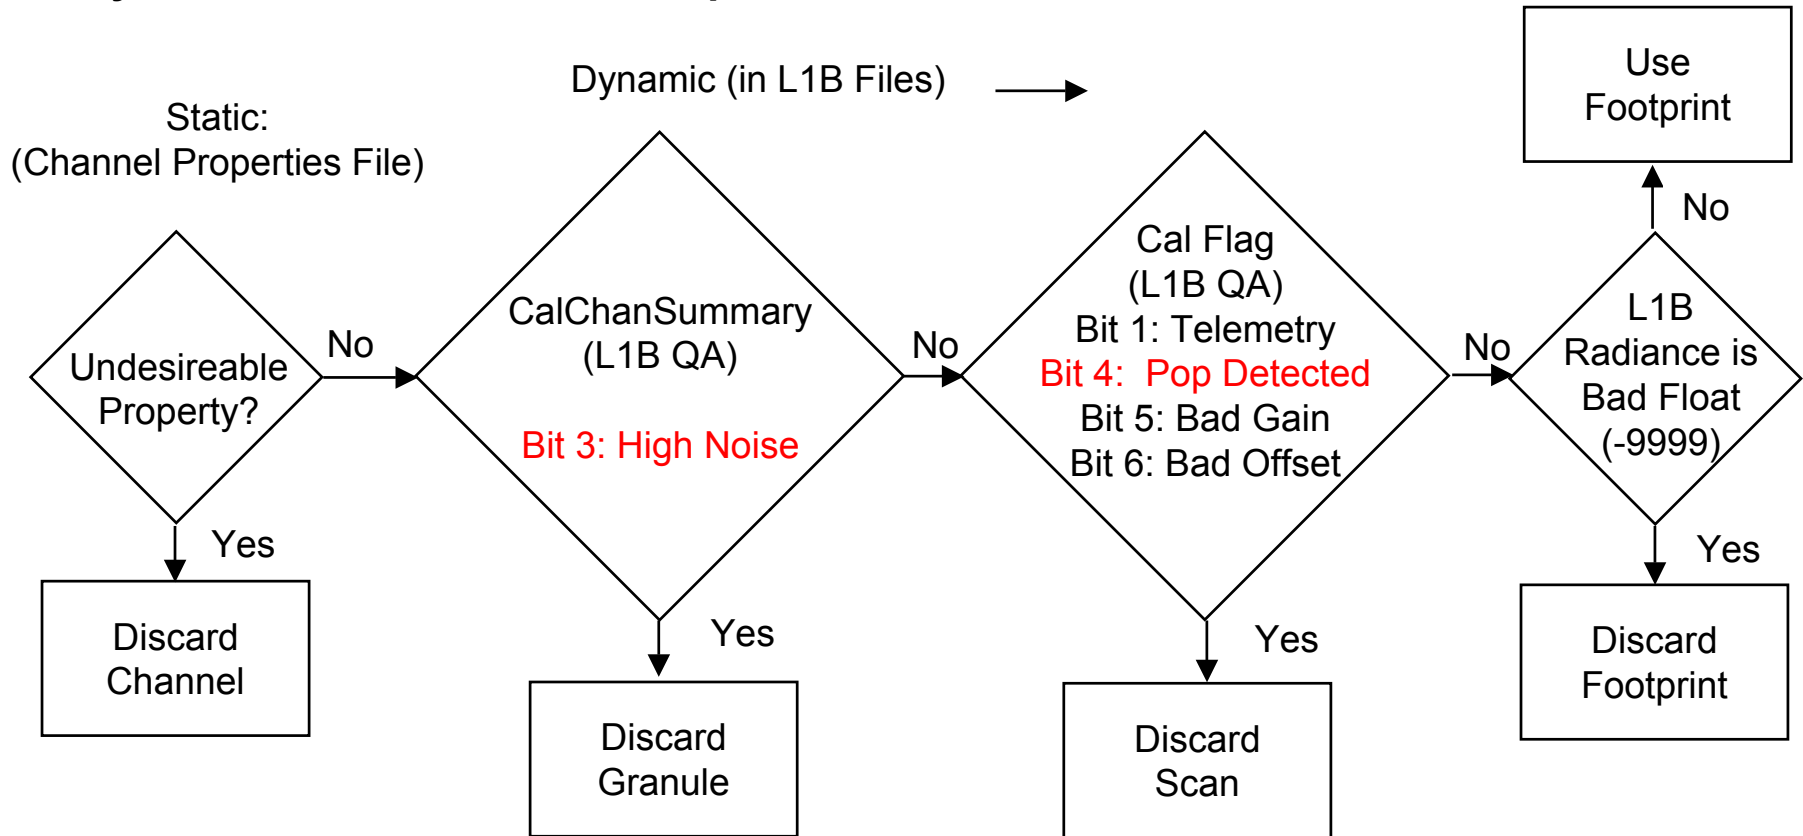 Dynamic (in L1B Files)
Static:
(Channel Properties File)
Undesireable
Property?
No
Yes
Discard
Channel
CalChanSummary
(L1B QA)
Bit 3: High Noise
No
Yes
Discard
Granule
Cal Flag
(L1B QA)
Bit 1: Telemetry
Bit 4:  Pop Detected
Bit 5: Bad Gain
Bit 6: Bad Offset
No
Yes
Discard
Scan
L1B
Radiance is
Bad Float
(-9999)
No
Use
Footprint
Yes
Discard
Footprint